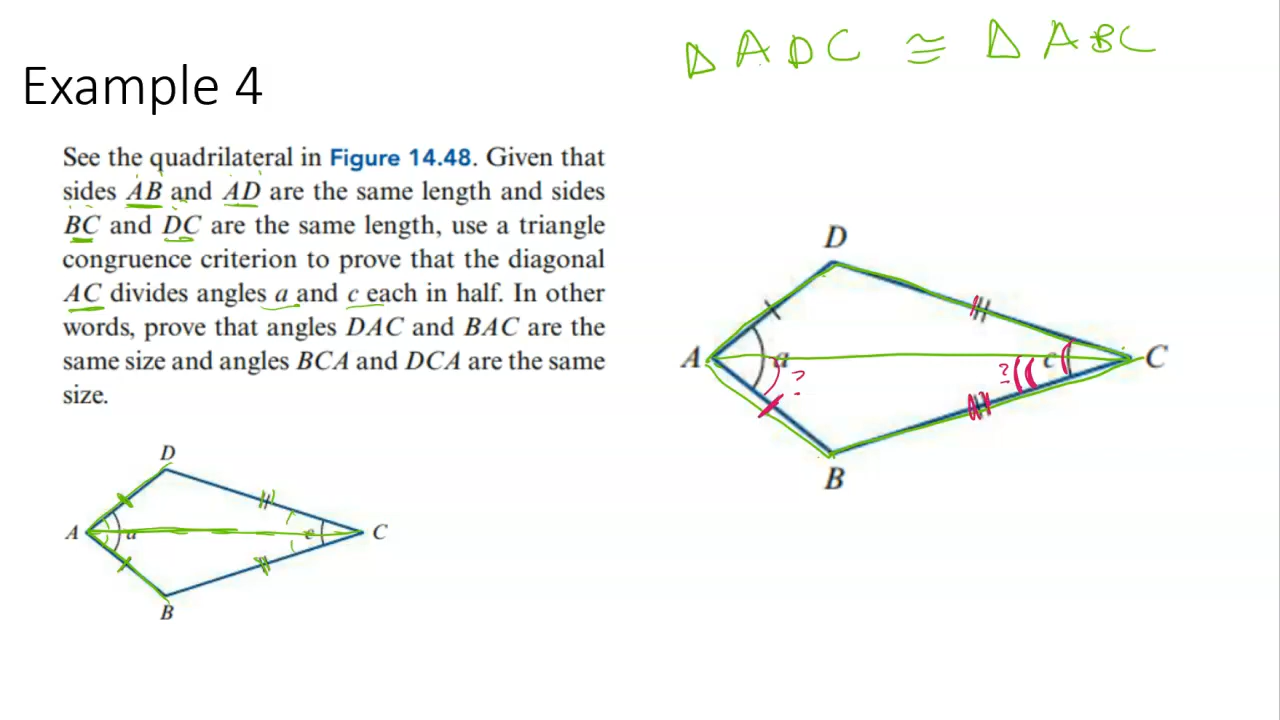 △ ADC ≅ △ ABC
Example 4
See the quadrilateral in Figure 14.48. Given that
sides AB and AD are the same length and sides
BC and DC are the same length, use a triangle
congruence criterion to prove that the diagonal
AC divides angles a and c each in half. In other
words, prove that angles DAC and BAC are the
same size and angles BCA and DCA are the same
size.
D
A
a
?
?
c
C
B
D
A
a
c
C
B